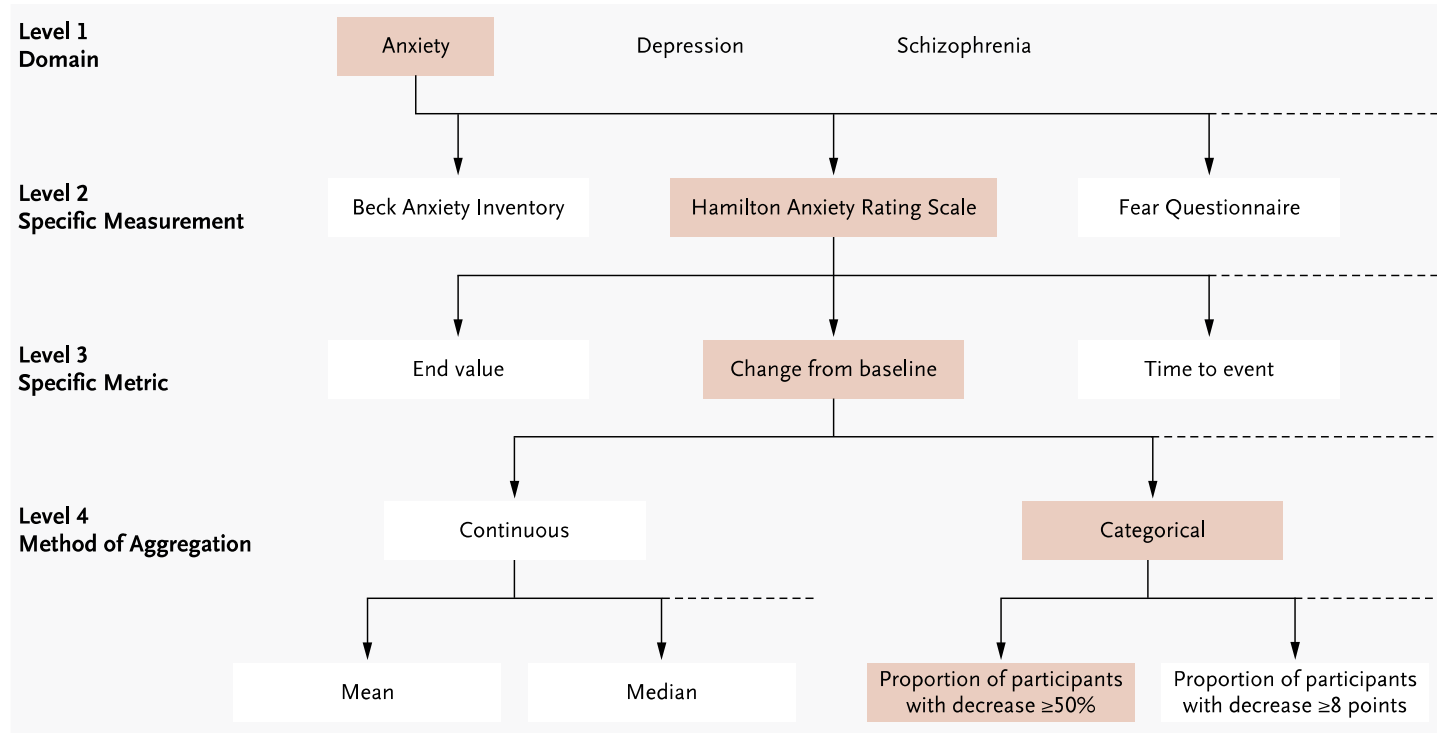 Level 1
Domain
Anxiety
Depression
Schizophrenia
Level 2
Specific Measurement
Beck Anxiety Inventory
Hamilton Anxiety Rating Scale
Fear Questionnaire
Level 3
Specific Metric
End value
Change from baseline
Time to event
Level 4
Method of Aggregation
Continuous
Categorical
Mean
Median
Proportion of participants
with decrease ≥50%
Proportion of participants
with decrease ≥8 points